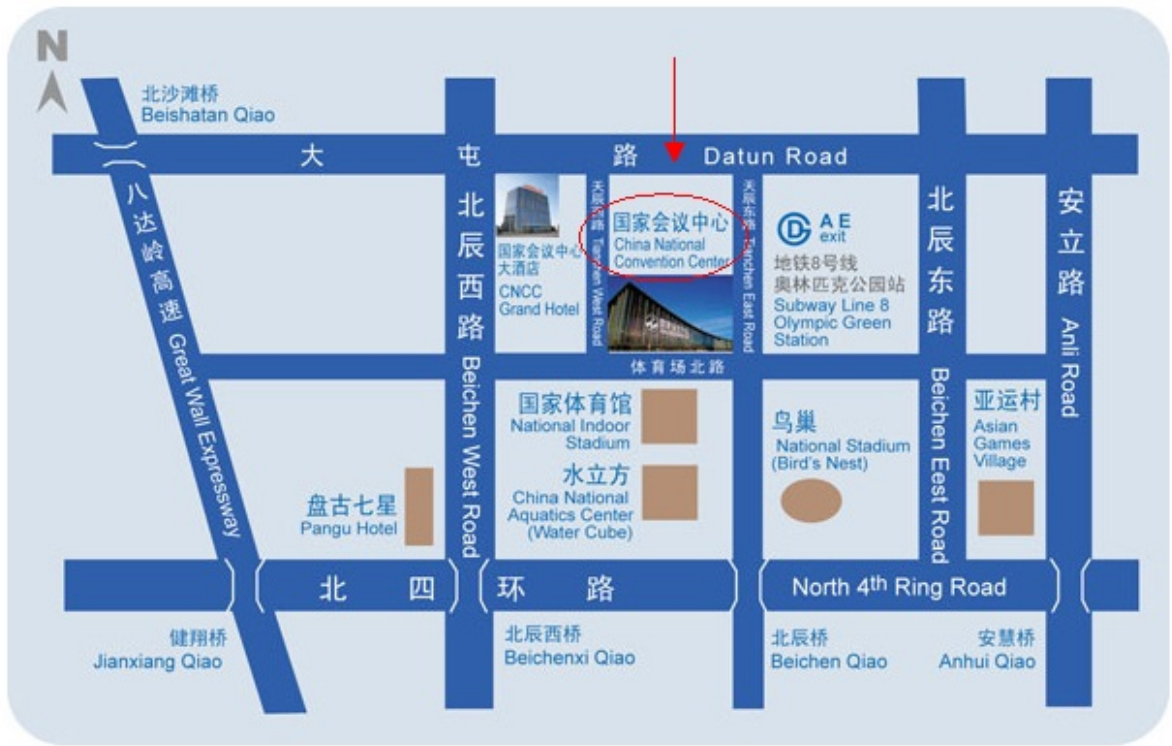 N
北沙滩桥
Beishatan Qiao
大屯路 Datun Road
八达岭高速 Great Wall Expressway
北辰西路 Beichen West Road
国家会议中心
大酒店
CNCC
Grand Hotel
天辰西路 Tianchen West Road
国家会议中心
China National
Convention Center
天辰东路 Tianchen East Road
A E
exit
地铁8号线
奥林匹克公园站
Subway Line 8
Olympic Green
Station
北辰东路 Beichen Eest Road
安立路 Anli Road
体育场北路
国家体育馆
National Indoor
Stadium
水立方
China National
Aquatics Center
(Water Cube)
鸟巢
National Stadium
(Bird's Nest)
亚运村
Asian
Games
Village
盘古七星
Pangu Hotel
北四环路 North 4th Ring Road
健翔桥
Jianxiang Qiao
北辰西桥
Beichenxi Qiao
北辰桥
Beichen Qiao
安慧桥
Anhui Qiao